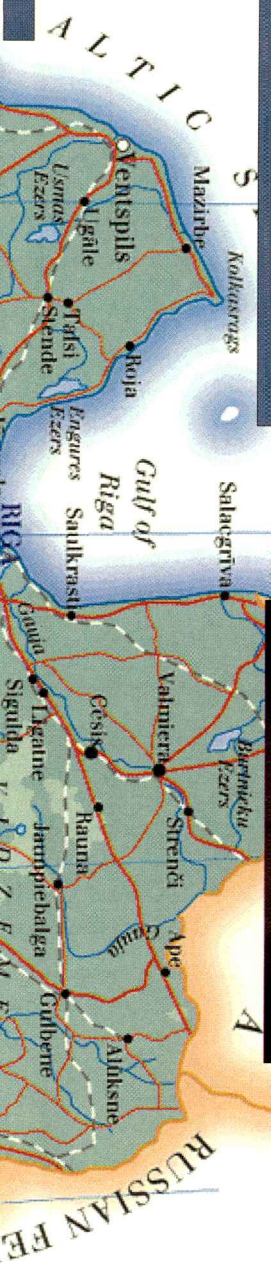 ALTIC S
Mazirbe
Kolkasrags
Ventspils
Ugāle
Usmas
Ezers
Talsi
Stende
Roja
Engures
Ezers
Gulf of
Riga
Salacgrīva
Saulkrasti
RIGA
Gauja
Sigulda
Līgatne
Cēsis
Valmiera
Burtnieku
Ezers
Strenči
Rauna
Jaunpiebalga
VIDZEME
Gauja
Ape
Gulbene
Alūksne
A
RUSSIAN FE